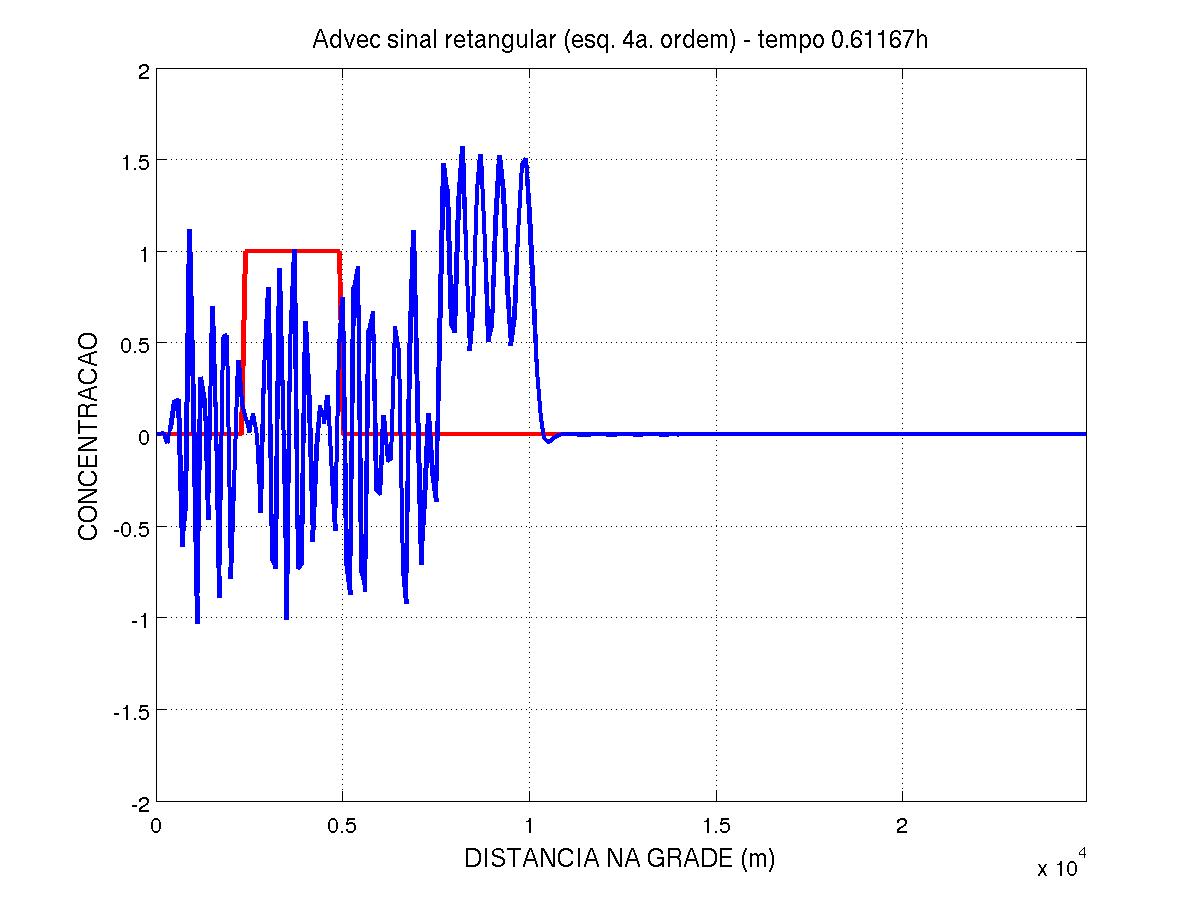 Advec sinal retangular (esq. 4a. ordem) - tempo 0.61167h
2
1.5
1
0.5
0
-0.5
-1
-1.5
-2
CONCENTRACAO
0 0.5 1 1.5 2
DISTANCIA NA GRADE (m)
x 10^4